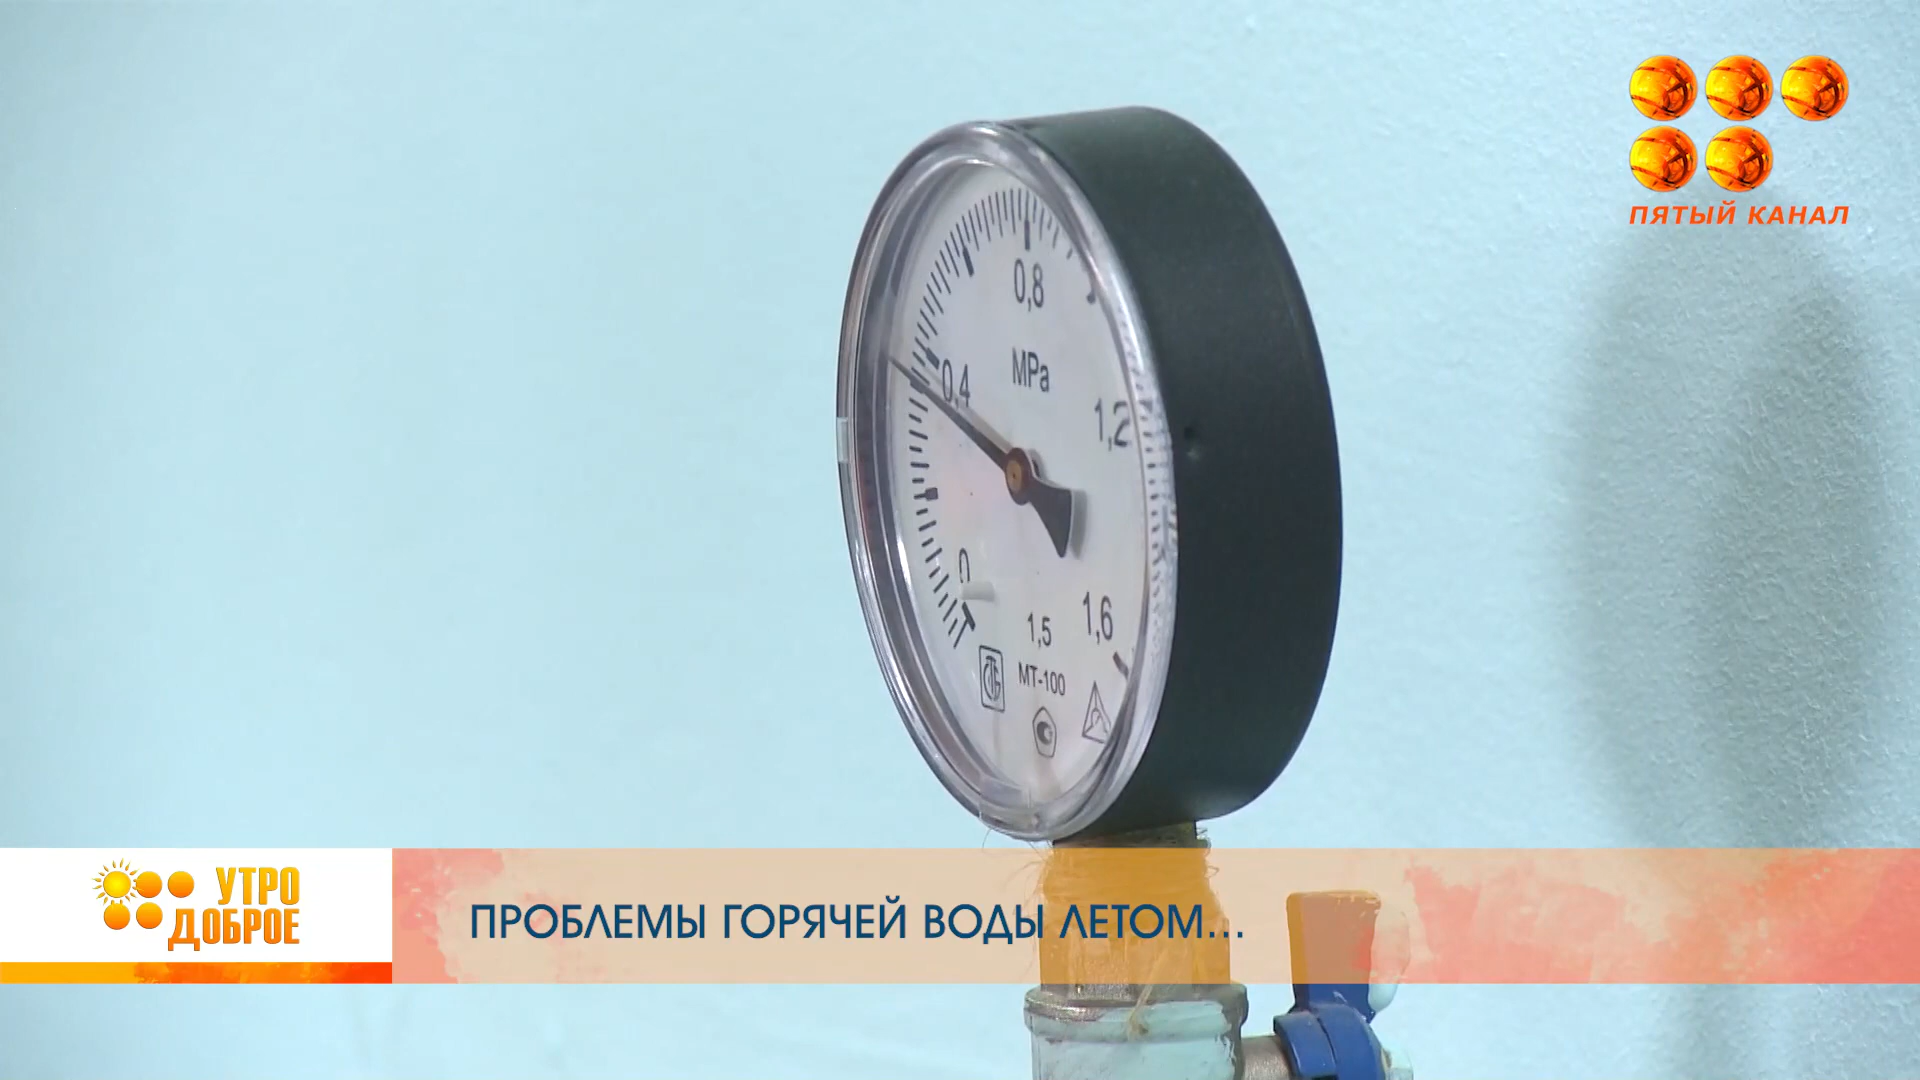 ПЯТЫЙ КАНАЛ
0,8
MPa
0,4
1,2
0
1,5
1,6
МТ-100
УТРО
ДОБРОЕ
ПРОБЛЕМЫ ГОРЯЧЕЙ ВОДЫ ЛЕТОМ...